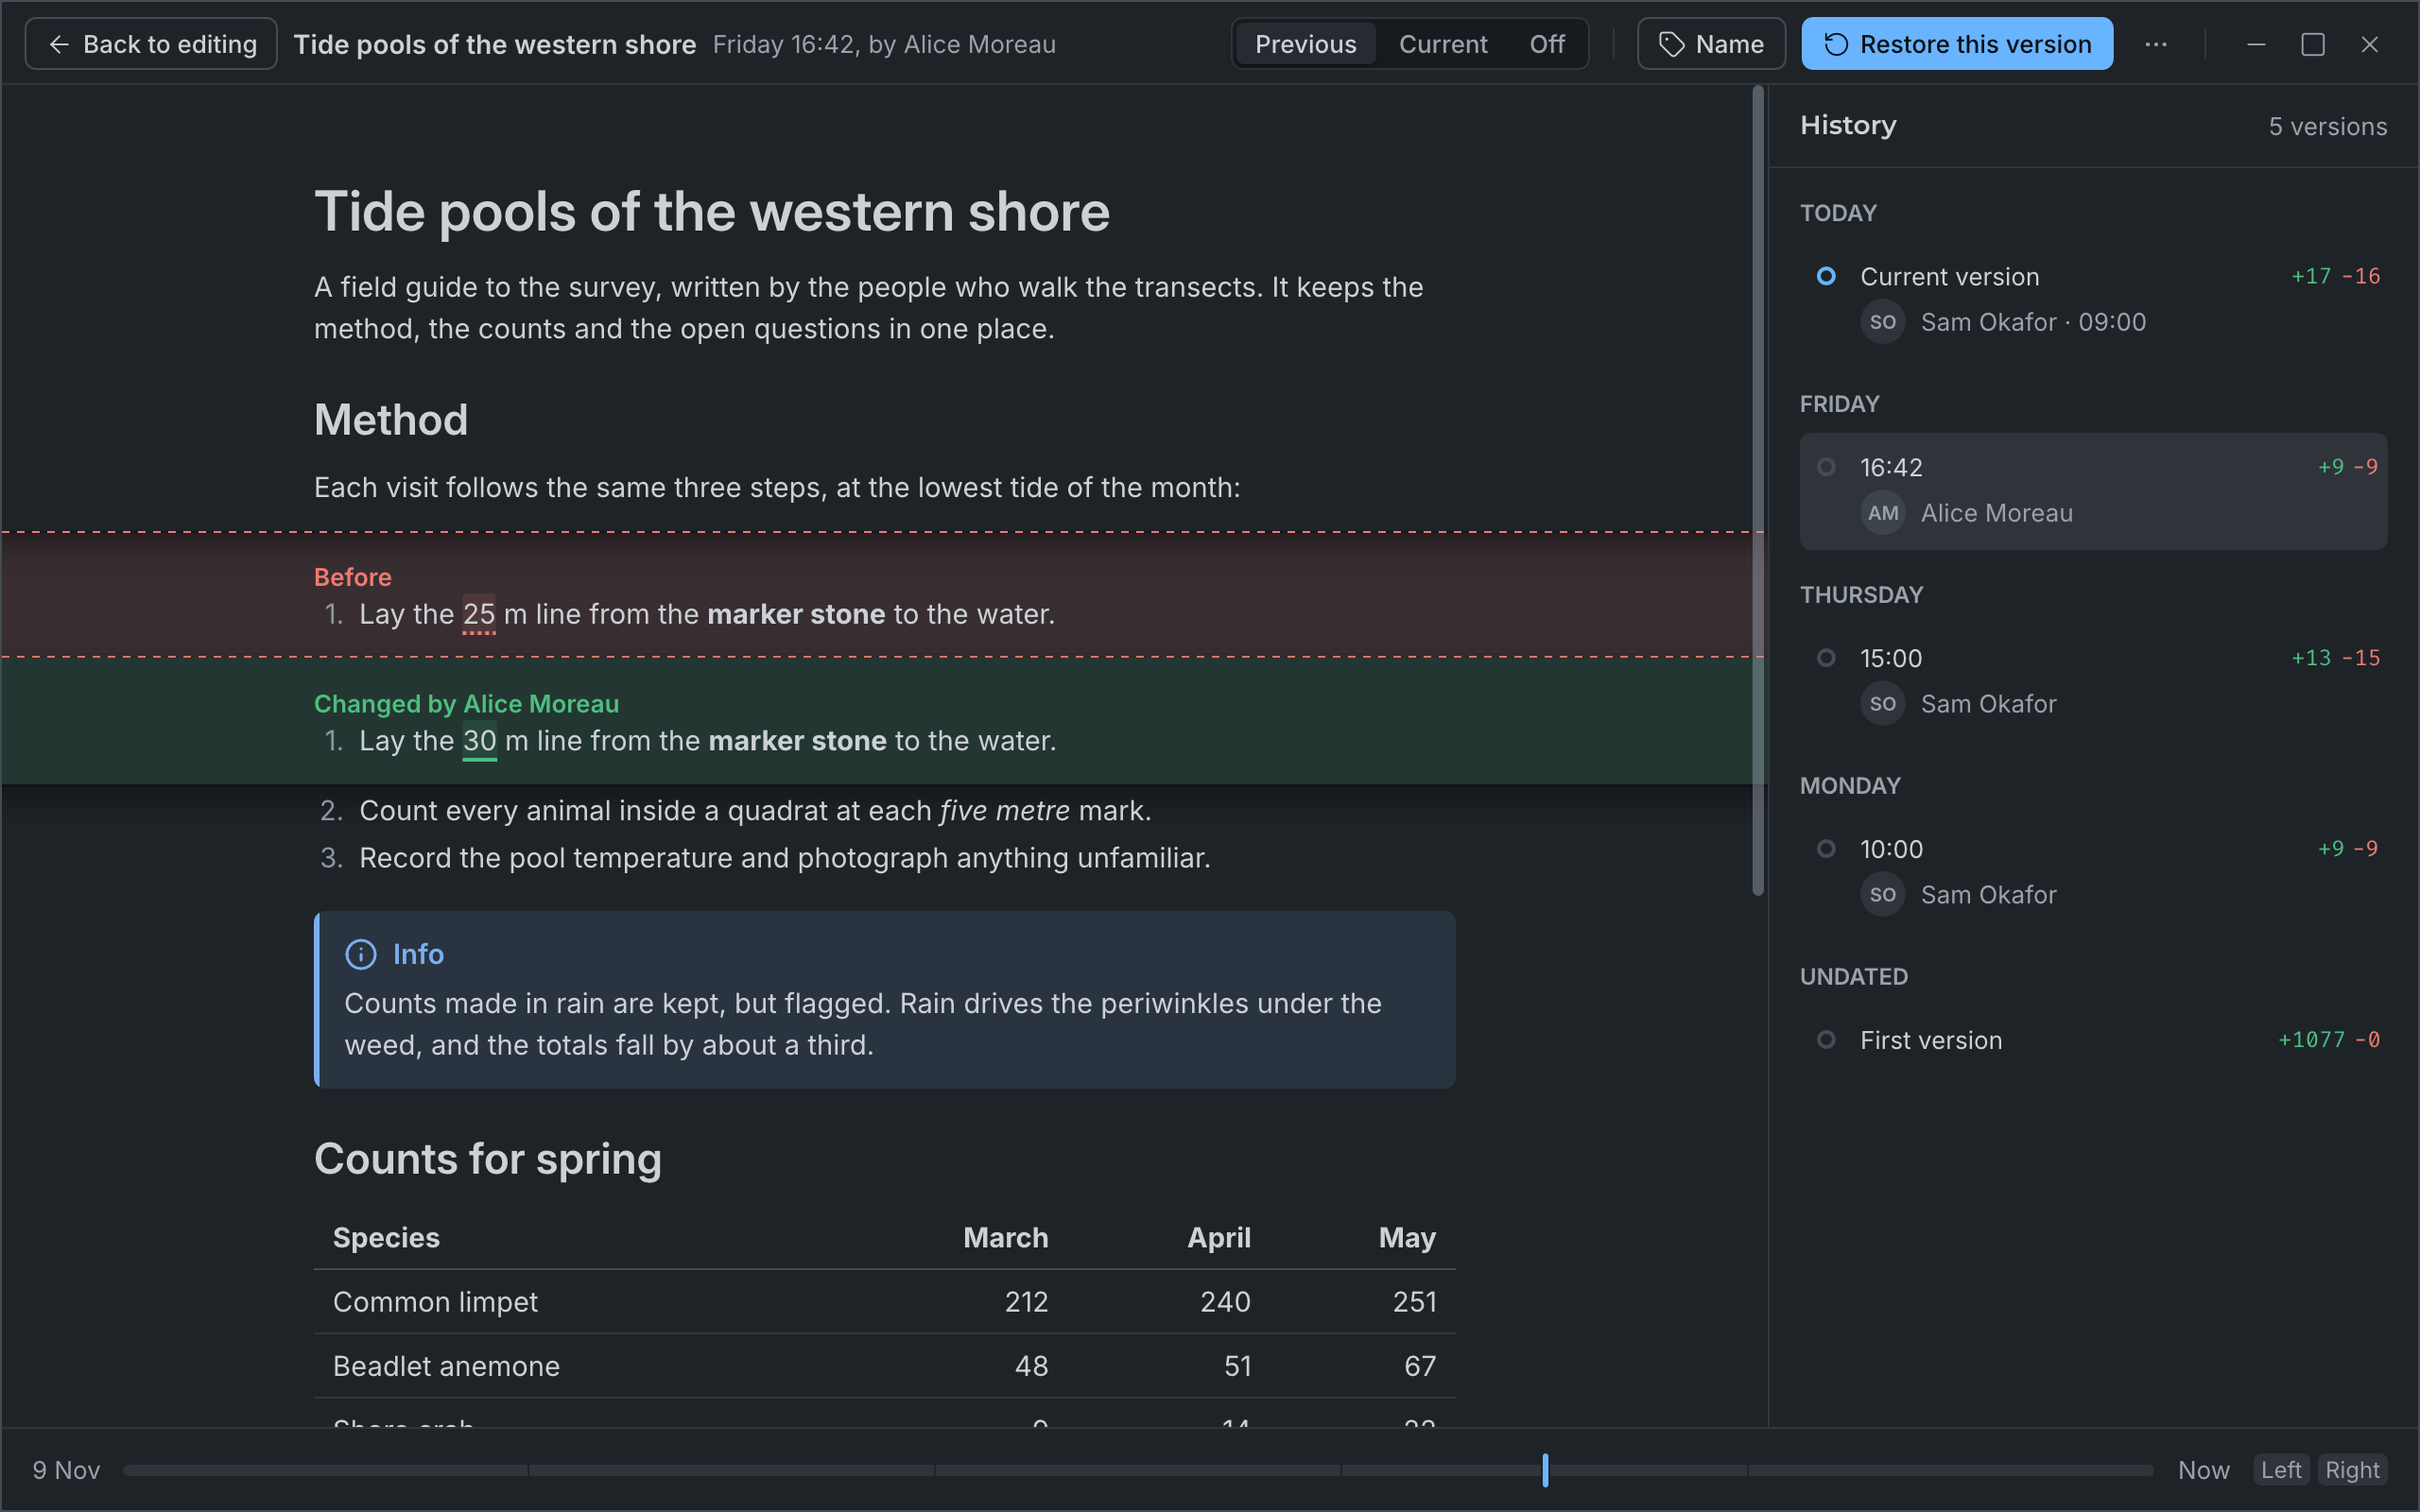 Back to editing
Tide pools of the western shore
Friday 16:42, by Alice Moreau
Previous
Current
Off
Name
Restore this version
Tide pools of the western shore
A field guide to the survey, written by the people who walk the transects. It keeps the
method, the counts and the open questions in one place.
Method
Each visit follows the same three steps, at the lowest tide of the month:
Before
1. Lay the 25 m line from the marker stone to the water.
Changed by Alice Moreau
1. Lay the 30 m line from the marker stone to the water.
2. Count every animal inside a quadrat at each five metre mark.
3. Record the pool temperature and photograph anything unfamiliar.
Info
Counts made in rain are kept, but flagged. Rain drives the periwinkles under the
weed, and the totals fall by about a third.
Counts for spring
Species March April May
Common limpet 212 240 251
Beadlet anemone 48 51 67
History
5 versions
TODAY
Current version +17 -16
SO Sam Okafor · 09:00
FRIDAY
16:42 +9 -9
AM Alice Moreau
THURSDAY
15:00 +13 -15
SO Sam Okafor
MONDAY
10:00 +9 -9
SO Sam Okafor
UNDATED
First version +1077 -0
9 Nov
Now
Left
Right